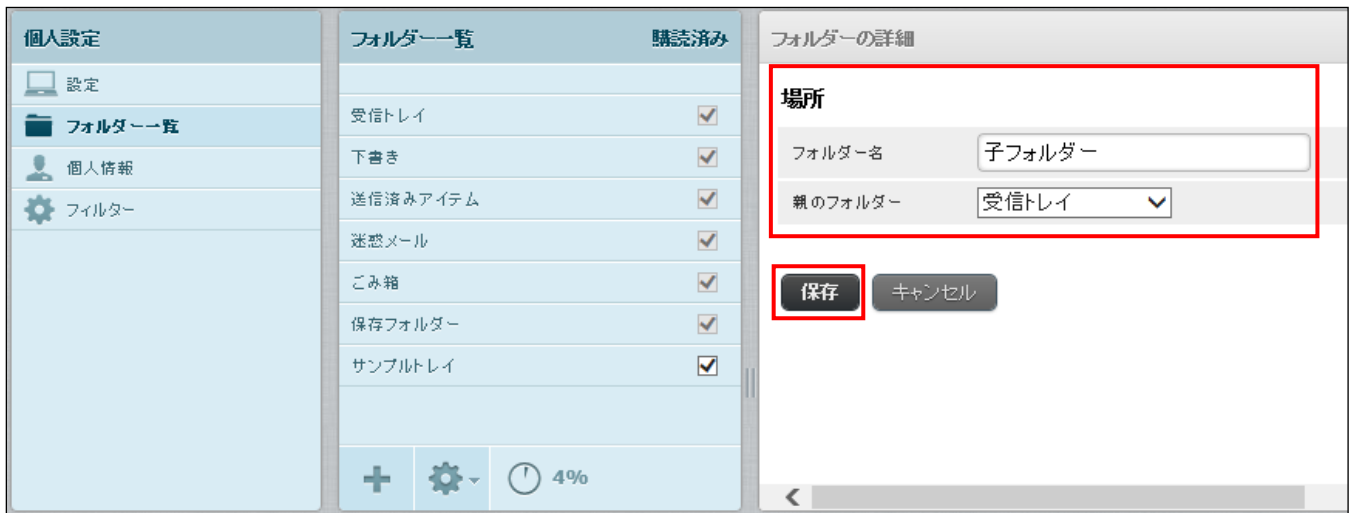 個人設定
設定
フォルダー一覧
個人情報
フィルター
フォルダー一覧 購読済み
受信トレイ
下書き
送信済みアイテム
迷惑メール
ごみ箱
保存フォルダー
サンプルトレイ
4%
フォルダーの詳細
場所
フォルダー名 子フォルダー
親のフォルダー 受信トレイ
保存 キャンセル